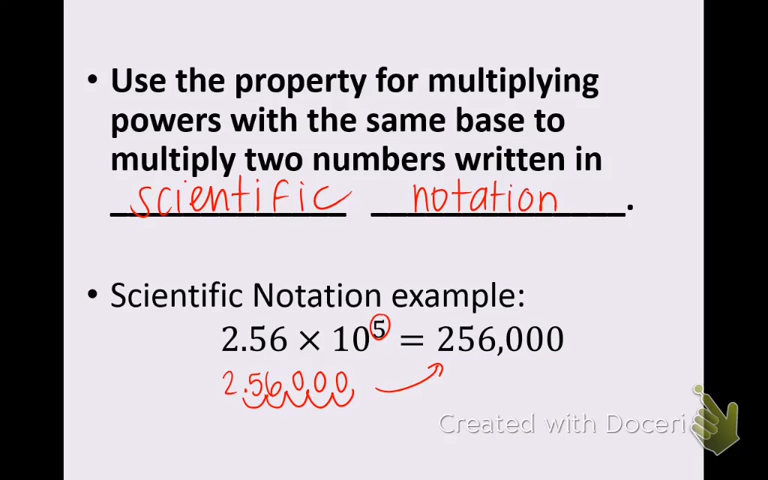 • Use the property for multiplying
powers with the same base to
multiply two numbers written in
scientific notation.
• Scientific Notation example:
2.56 × 10⁵ = 256,000
2.56000
Created with Doceri